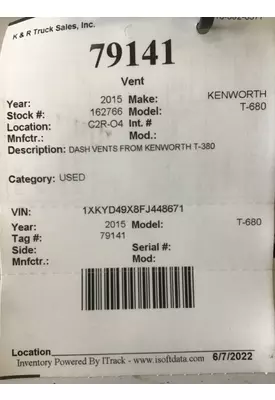 K & R Truck Sales, Inc.
79141
Vent
Year: 2015 Make: KENWORTH
Stock #: 162766 Model: T-680
Location: C2R-O4 Int. #
Mnfctr.: Mod.:
Description: DASH VENTS FROM KENWORTH T-380
Category: USED
VIN: 1XKYD49X8FJ448671
Year: 2015 Model: T-680
Tag #: 79141
Side: Serial #:
Mnfctr.: Mod:
Location
Inventory Powered By ITrack - www.isoftdata.com 6/7/2022